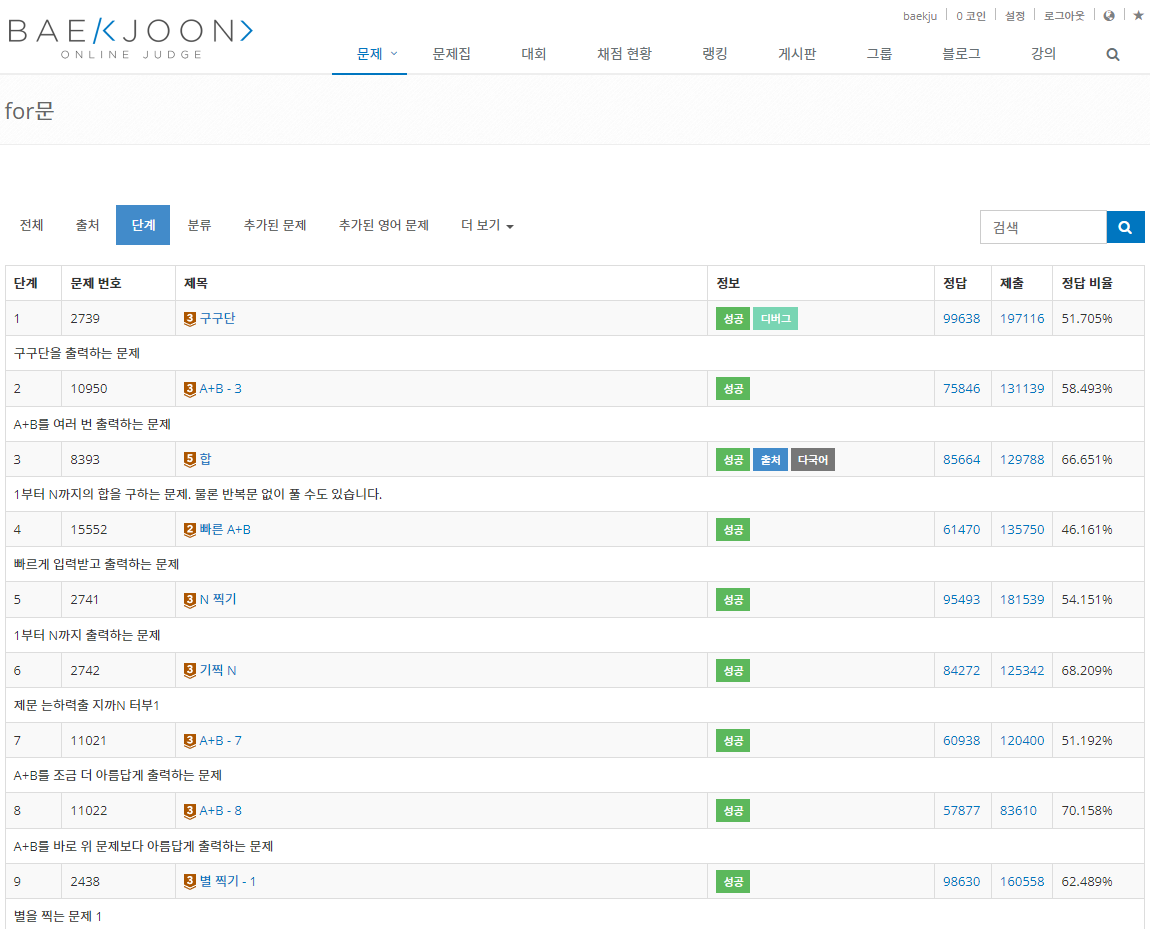 BAEKJOON>
ONLINE JUDGE
baekju 0 코인 설정 로그아웃
문제 문제집 대회 채점 현황 랭킹 게시판 그룹 블로그 강의
for문
전체 출처 단계 분류 추가된 문제 추가된 영어 문제 더 보기 검색
단계 문제 번호 제목 정보 정답 제출 정답 비율
1 2739 3 구구단 성공 디버그 99638 197116 51.705%
구구단을 출력하는 문제
2 10950 3 A+B - 3 성공 75846 131139 58.493%
A+B를 여러 번 출력하는 문제
3 8393 5 합 성공 출처 다국어 85664 129788 66.651%
1부터 N까지의 합을 구하는 문제. 물론 반복문 없이 풀 수도 있습니다.
4 15552 2 빠른 A+B 성공 61470 135750 46.161%
빠르게 입력받고 출력하는 문제
5 2741 3 N 찍기 성공 95493 181539 54.151%
1부터 N까지 출력하는 문제
6 2742 3 기찍 N 성공 84272 125342 68.209%
제문 는하력출 지까N 터부1
7 11021 3 A+B - 7 성공 60938 120400 51.192%
A+B를 조금 더 아름답게 출력하는 문제
8 11022 3 A+B - 8 성공 57877 83610 70.158%
A+B를 바로 위 문제보다 아름답게 출력하는 문제
9 2438 3 별 찍기 - 1 성공 98630 160558 62.489%
별을 찍는 문제 1